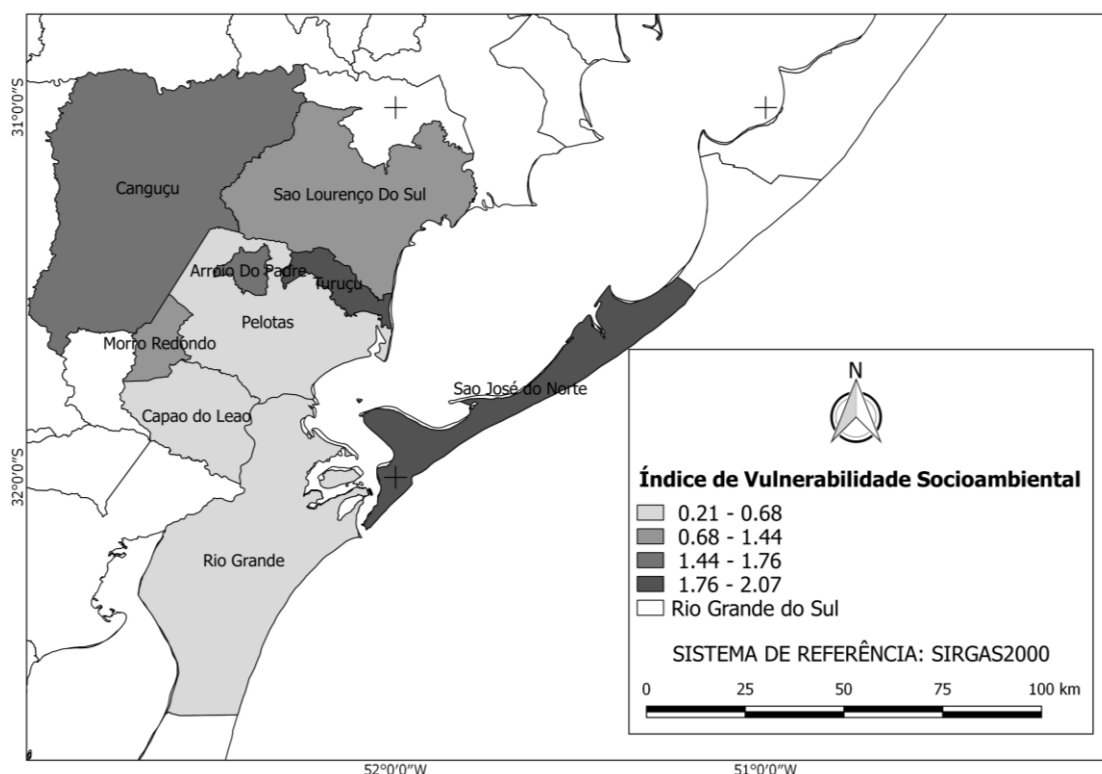 31°0'0"S
32°0'0"S
Canguçu
Sao Lourenço Do Sul
Arroio Do Padre
Turuçu
Pelotas
Morro Redondo
Sao José do Norte
Capao do Leao
Rio Grande
N
Índice de Vulnerabilidade Socioambiental
0.21 - 0.68
0.68 - 1.44
1.44 - 1.76
1.76 - 2.07
Rio Grande do Sul
SISTEMA DE REFERÊNCIA: SIRGAS2000
0 25 50 75 100 km
52°0'0"W
51°0'0"W